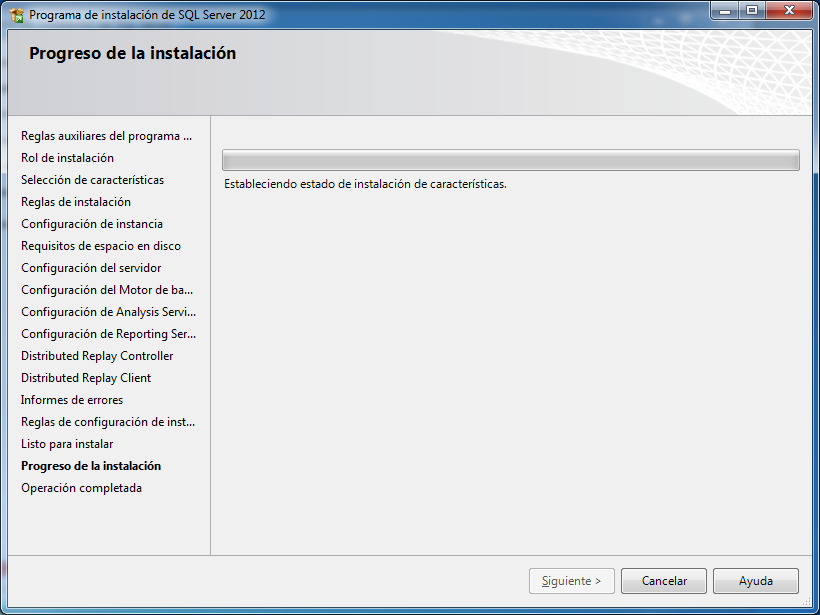 Programa de instalación de SQL Server 2012
Progreso de la instalación
Reglas auxiliares del programa ...
Rol de instalación
Selección de características
Reglas de instalación
Configuración de instancia
Requisitos de espacio en disco
Configuración del servidor
Configuración del Motor de ba...
Configuración de Analysis Servi...
Configuración de Reporting Ser...
Distributed Replay Controller
Distributed Replay Client
Informes de errores
Reglas de configuración de inst...
Listo para instalar
Progreso de la instalación
Operación completada
Estableciendo estado de instalación de características.
Siguiente >
Cancelar
Ayuda